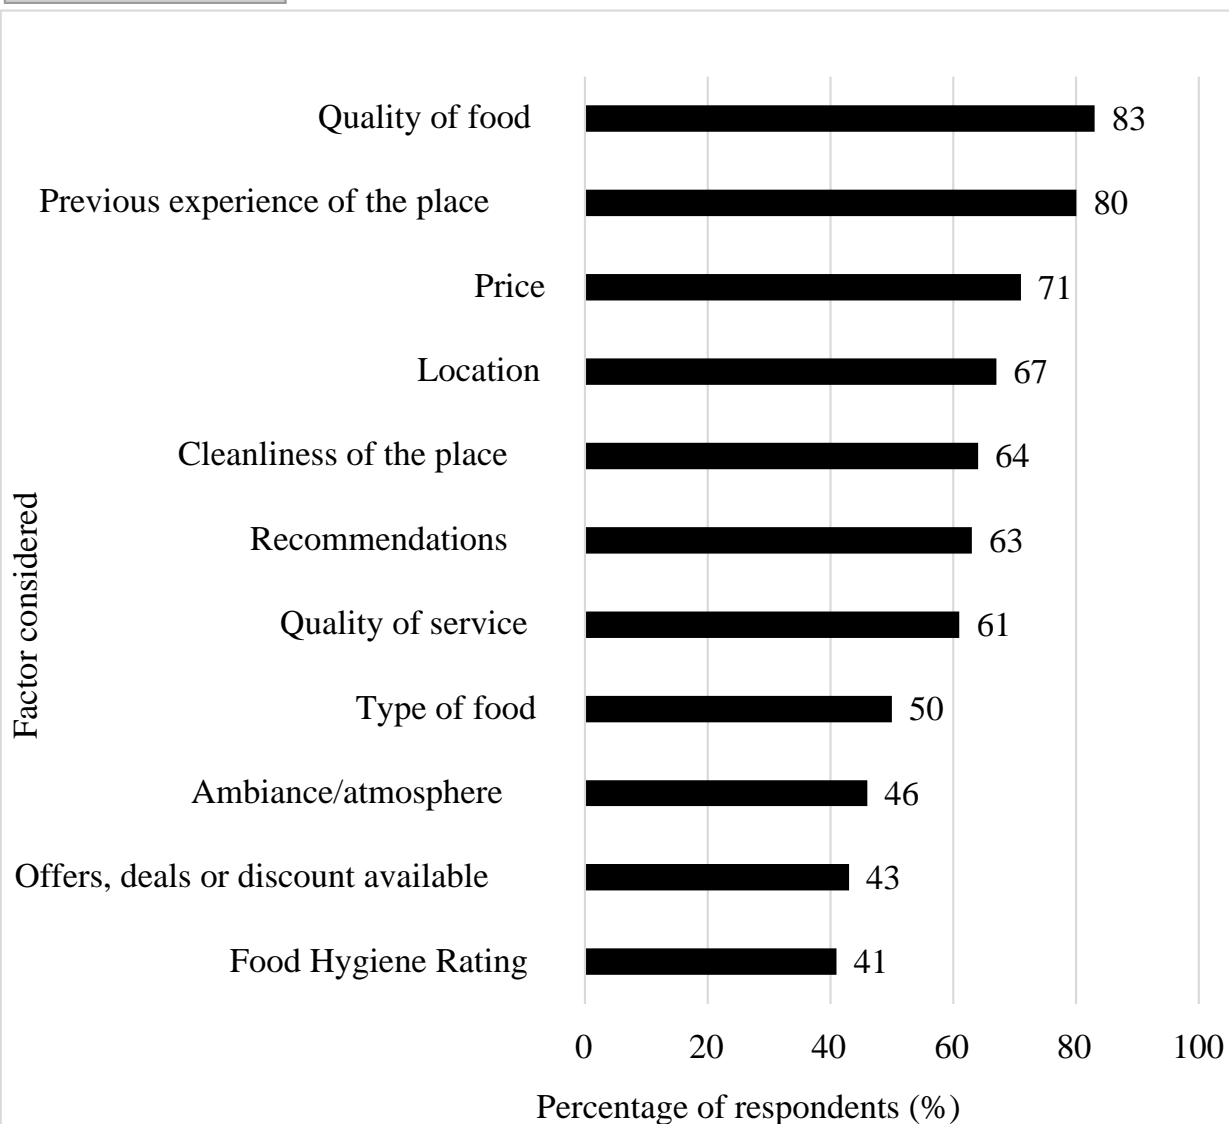 Quality of food 83
Previous experience of the place 80
Price 71
Location 67
Cleanliness of the place 64
Recommendations 63
Quality of service 61
Type of food 50
Ambiance/atmosphere 46
Offers, deals or discount available 43
Food Hygiene Rating 41
Factor considered
0 20 40 60 80 100
Percentage of respondents (%)